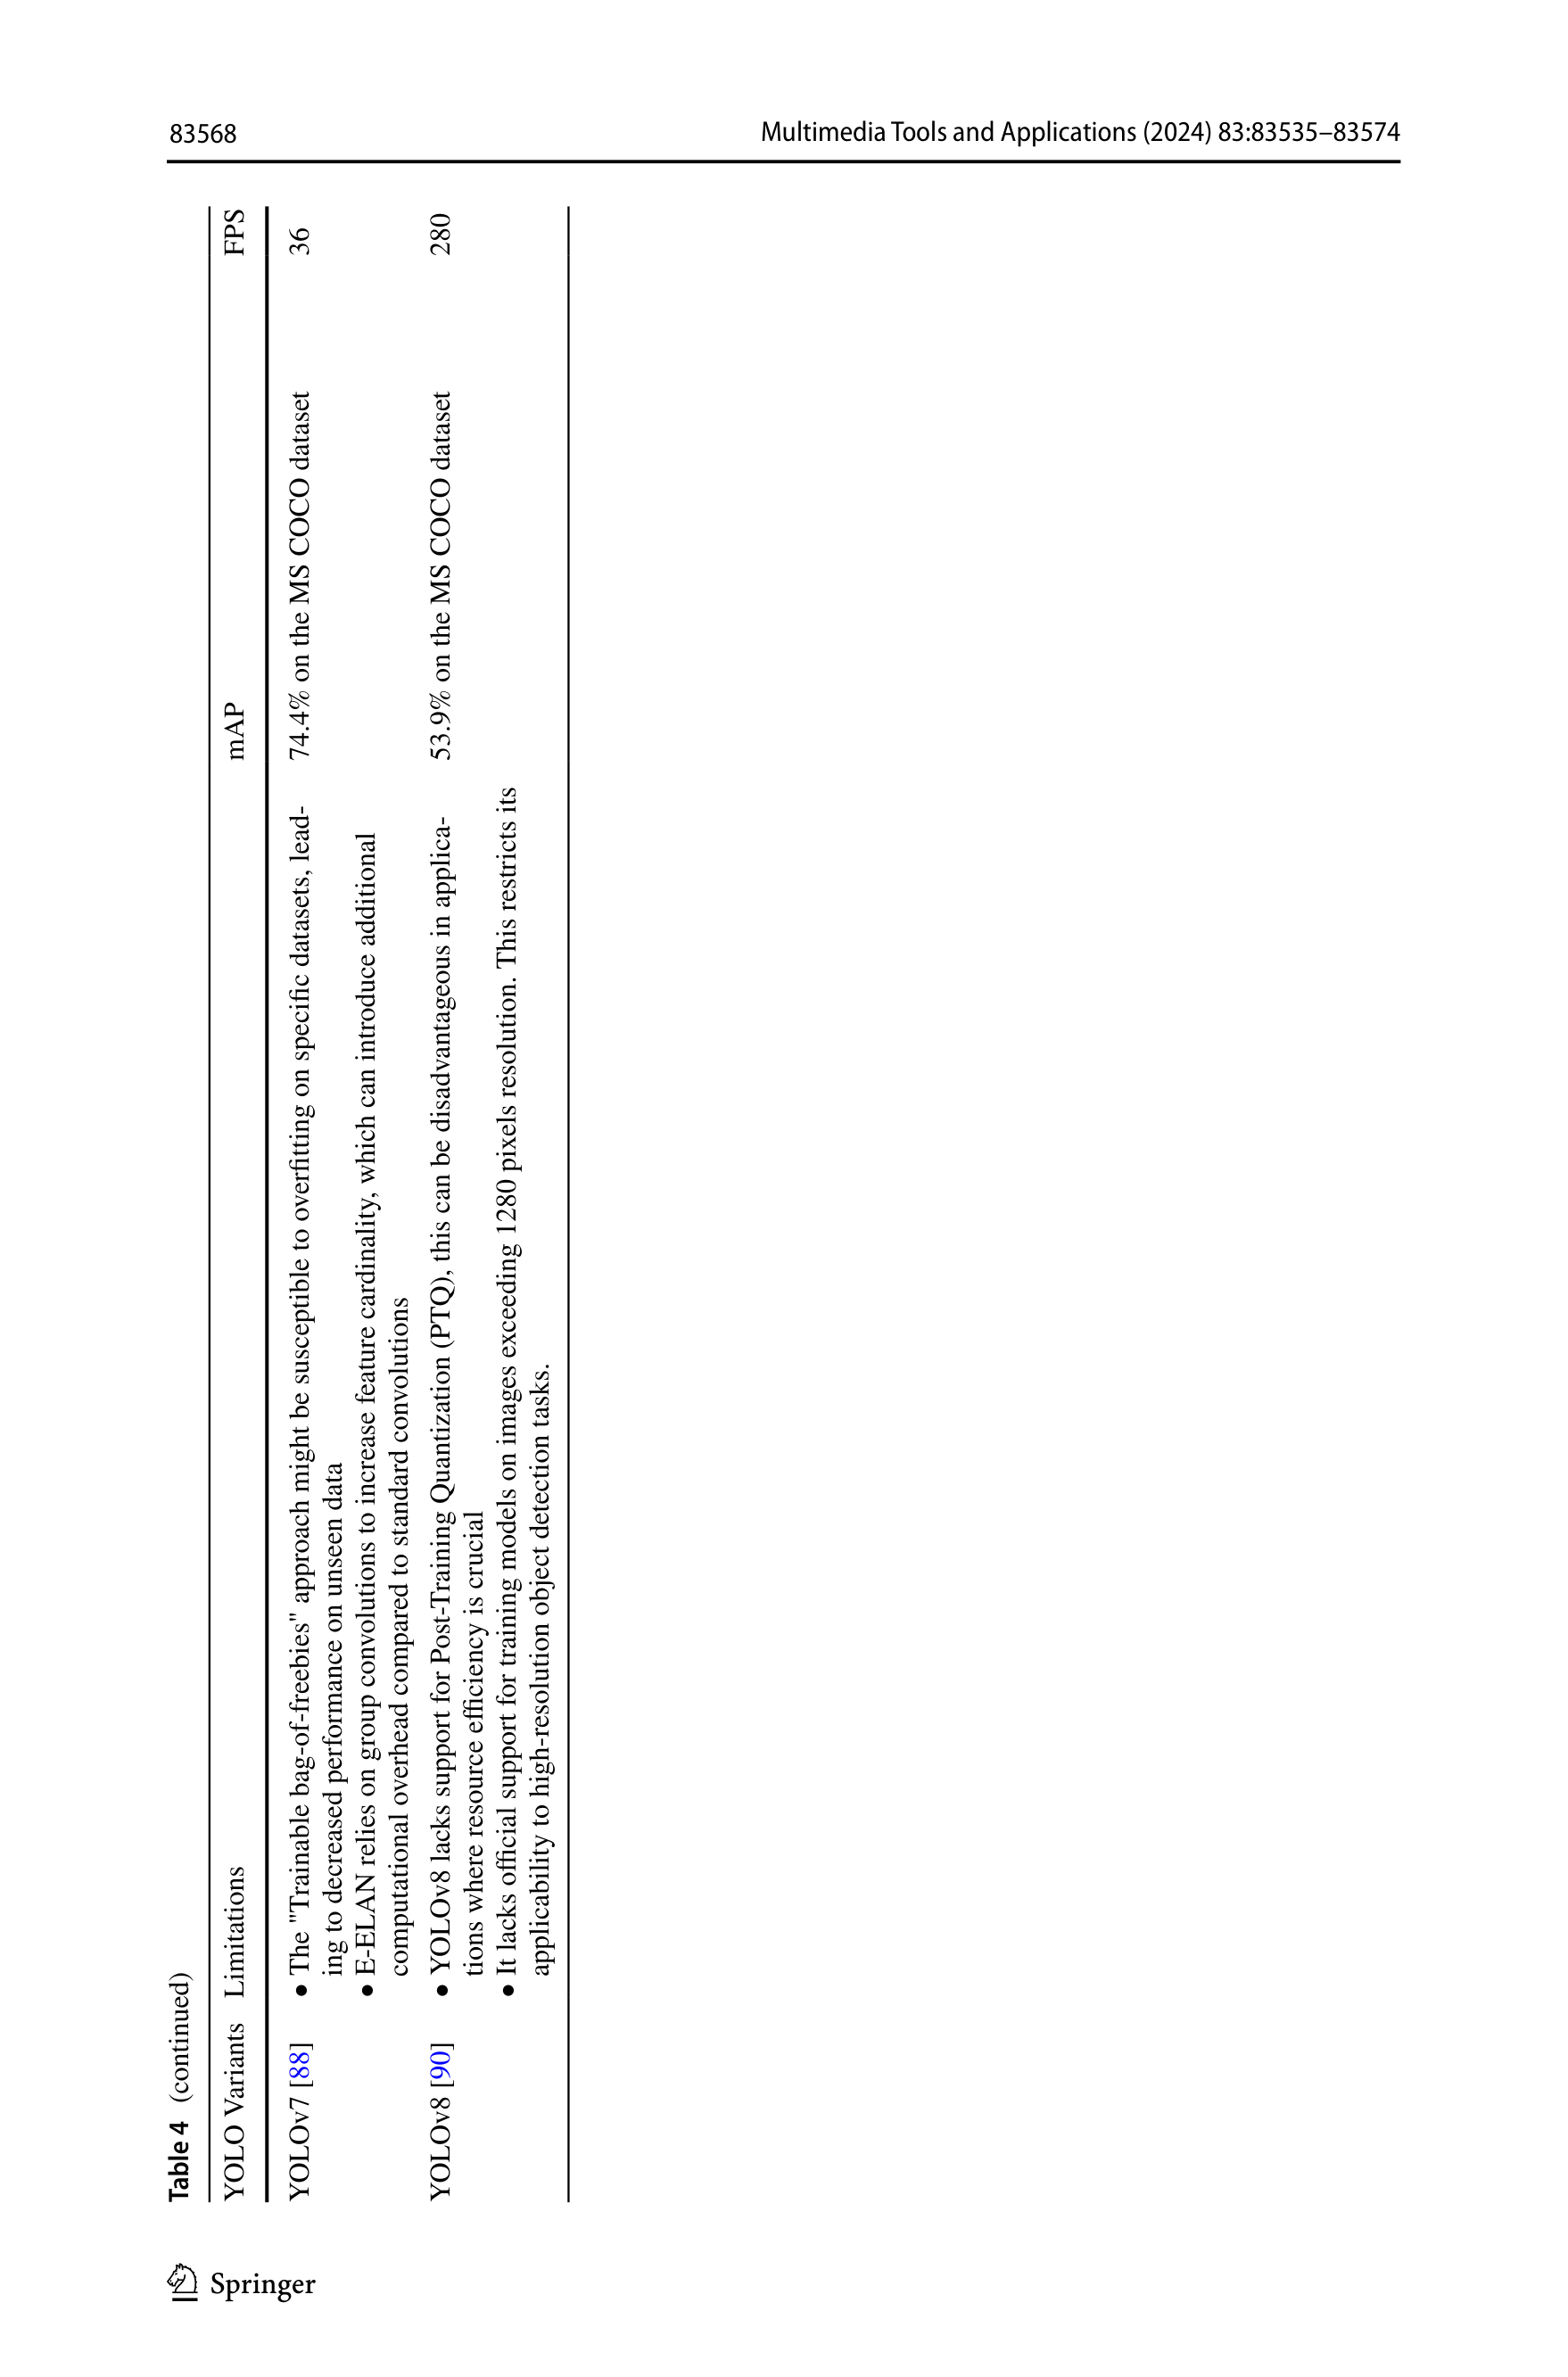 83568
Multimedia Tools and Applications (2024) 83:83535–83574
Table 4 (continued)
YOLO Variants Limitations mAP FPS
YOLOv7 [88] • The "Trainable bag-of-freebies" approach might be susceptible to overfitting on specific datasets, lead- 74.4% on the MS COCO dataset 36
ing to decreased performance on unseen data
• E-ELAN relies on group convolutions to increase feature cardinality, which can introduce additional
computational overhead compared to standard convolutions
YOLOv8 [90] • YOLOv8 lacks support for Post-Training Quantization (PTQ), this can be disadvantageous in applica- 53.9% on the MS COCO dataset 280
tions where resource efficiency is crucial
• It lacks official support for training models on images exceeding 1280 pixels resolution. This restricts its
applicability to high-resolution object detection tasks.
Springer